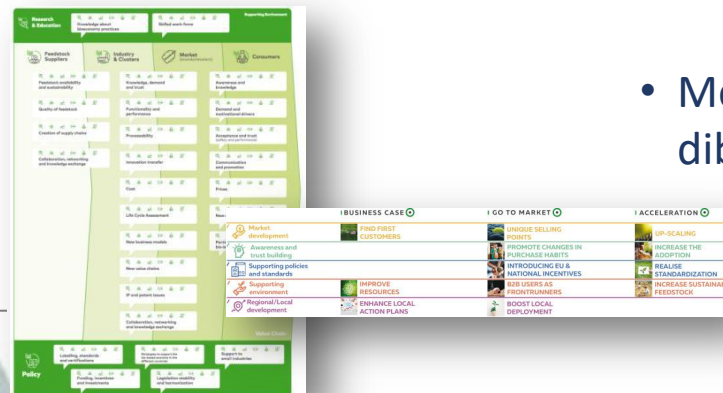 Research
& Education
Knowledge about
bioeconomy practices
Skilled work force
Supporting Environment
Feedstock
Suppliers
Industry
& Clusters
Market
Consumers
Feedstock availability
and sustainability
Knowledge, demand
and trust
Awareness and
knowledge
Quality of feedstock
Functionality and
performance
Demand and
Creation of supply chains
Processability
Acceptance and trust
Collaboration, networking
and knowledge exchange
Innovation transfer
Communication
and promotion
Cost
Prices
Life Cycle Assessment
New business models
New value chains
IP and patent issues
Collaboration, networking
and knowledge exchange
Value Chain
Policy
Labelling, standards
and certifications
Support to
small industries
Funding, incentives
and investments
Legislation stability
and harmonization
• M
dib
BUSINESS CASE
GO TO MARKET
ACCELERATION
Market
development
FIND FIRST
CUSTOMERS
UNIQUE SELLING
POINTS
UP-SCALING
Awareness and
trust building
PROMOTE CHANGES IN
PURCHASE HABITS
INCREASE THE
ADOPTION
Supporting policies
and standards
INTRODUCING EU &
NATIONAL INCENTIVES
REALISE
STANDARDIZATION
Supporting
environment
IMPROVE
RESOURCES
B2B USERS AS
FRONTRUNNERS
INCREASE SUSTAINAB
FEEDSTOCK
Regional/Local
development
ENHANCE LOCAL
ACTION PLANS
BOOST LOCAL
DEPLOYMENT